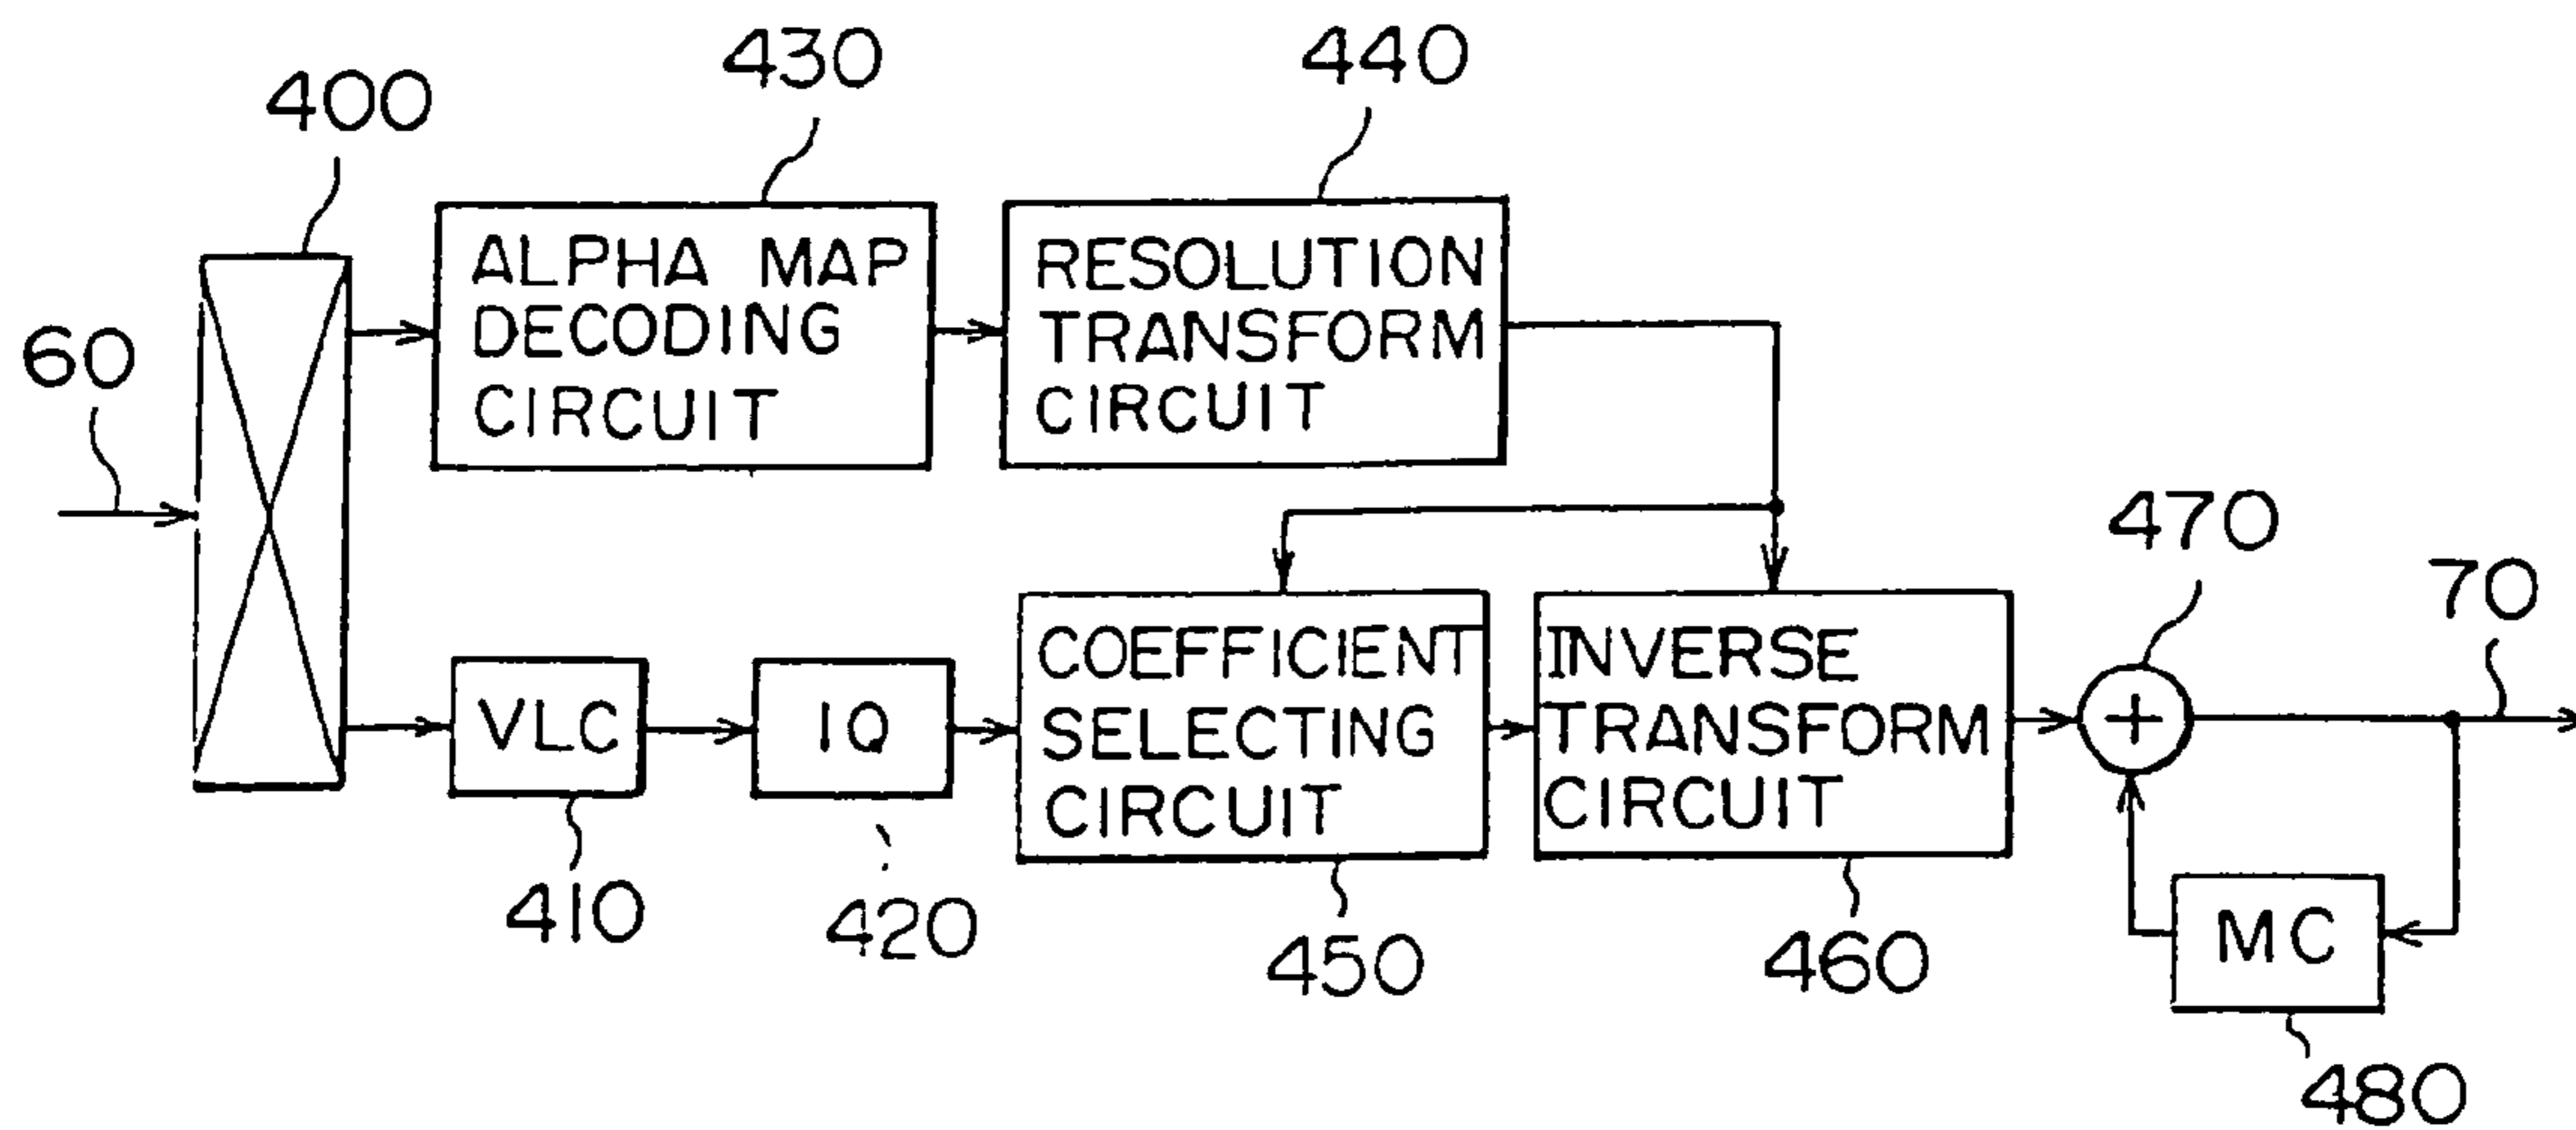 430
440
400
ALPHA MAP
DECODING
CIRCUIT
RESOLUTION
TRANSFORM
CIRCUIT
60
470
70
COEFFICIENT
SELECTING
CIRCUIT
INVERSE
TRANSFORM
CIRCUIT
+
VLC
IQ
MC
410
420
450
460
480